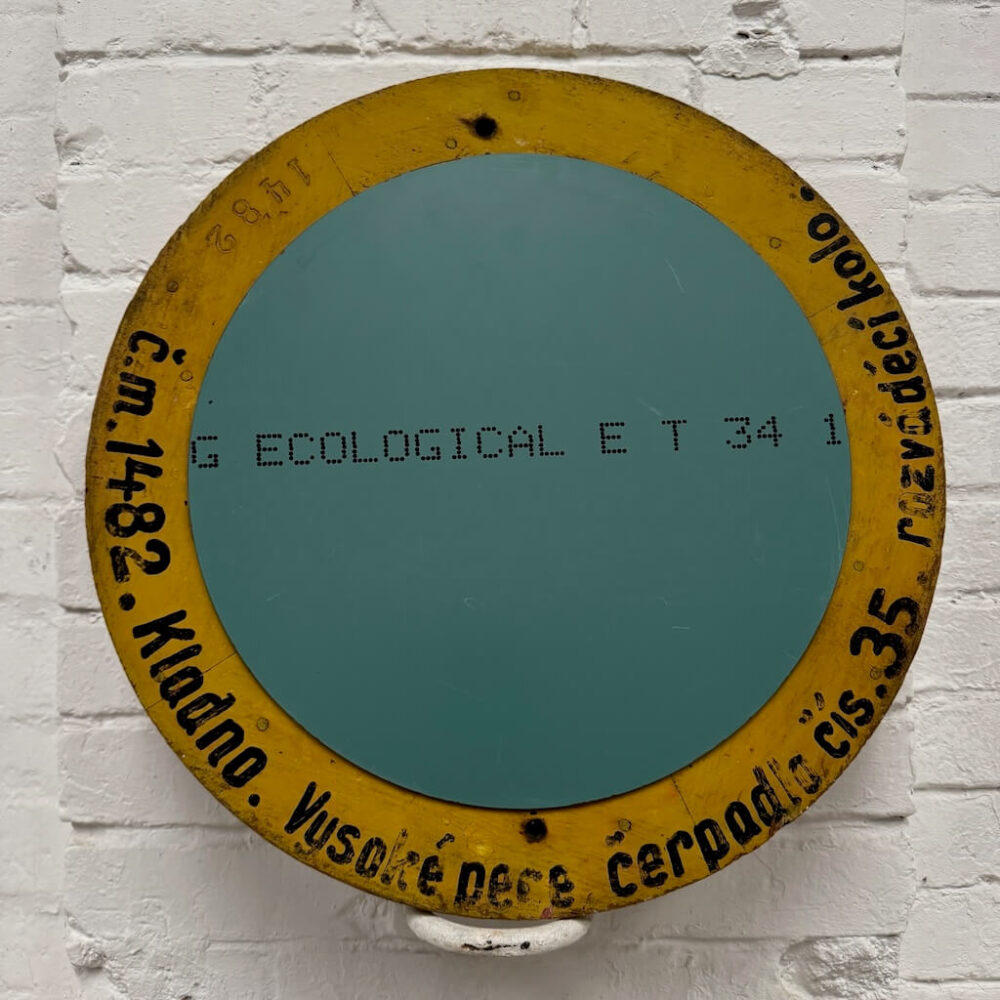 1482
č.m.1482. Kladno. Vysoké pece čerpadlo čís.35. rozváděcí kolo.
G ECOLOGICAL E T 34 1